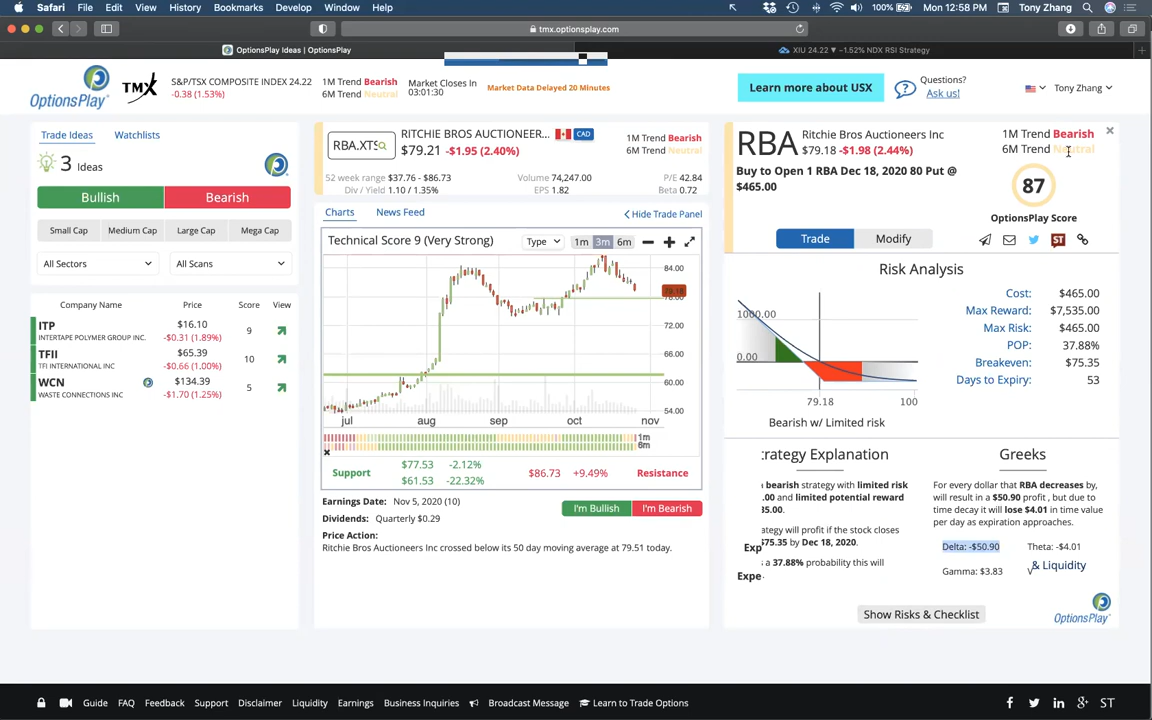 Safari File Edit View History Bookmarks Develop Window Help
100% Mon 12:58 PM Tony Zhang
tmx.optionsplay.com
OptionsPlay Ideas | OptionsPlay
XIU 24.22 ▼ −1.52% NDX RSI Strategy
OptionsPlay
TMX
S&P/TSX COMPOSITE INDEX 24.22
-0.38 (1.53%)
1M Trend Bearish
6M Trend Neutral
Market Closes In
03:01:30
Market Data Delayed 20 Minutes
Learn more about USX
Questions?
Ask us!
Tony Zhang
Trade Ideas
Watchlists
3 Ideas
Bullish
Bearish
Small Cap
Medium Cap
Large Cap
Mega Cap
All Sectors
All Scans
Company Name Price Score View
ITP
INTERTAPE POLYMER GROUP INC.
$16.10
-$0.31 (1.89%)
9
TFII
TFI INTERNATIONAL INC
$65.39
-$0.66 (1.00%)
10
WCN
WASTE CONNECTIONS INC
$134.39
-$1.70 (1.25%)
5
RBA.XTS
RITCHIE BROS AUCTIONEER...
CAD
$79.21 -$1.95 (2.40%)
1M Trend Bearish
6M Trend Neutral
52 week range $37.76 - $86.73
Volume 74,247.00
P/E 42.84
Div / Yield 1.10 / 1.35%
EPS 1.82
Beta 0.72
Charts
News Feed
Hide Trade Panel
Technical Score 9 (Very Strong)
Type
1m 3m 6m
84.00
79.18
78.00
72.00
66.00
60.00
54.00
jul aug sep oct nov
1m
6m
Support
$77.53 -2.12%
$61.53 -22.32%
$86.73 +9.49%
Resistance
Earnings Date: Nov 5, 2020 (10)
Dividends: Quarterly $0.29
I'm Bullish
I'm Bearish
Price Action:
Ritchie Bros Auctioneers Inc crossed below its 50 day moving average at 79.51 today.
RBA
Ritchie Bros Auctioneers Inc
$79.18 -$1.98 (2.44%)
1M Trend Bearish
6M Trend Neutral
Buy to Open 1 RBA Dec 18, 2020 80 Put @
$465.00
87
OptionsPlay Score
Trade
Modify
ST
Risk Analysis
1000.00
0.00
79.18
100
Bearish w/ Limited risk
Cost: $465.00
Max Reward: $7,535.00
Max Risk: $465.00
POP: 37.88%
Breakeven: $75.35
Days to Expiry: 53
trategy Explanation
bearish strategy with limited risk
.00 and limited potential reward
35.00.
ategy will profit if the stock closes
$75.35 by Dec 18, 2020.
Exp
s a 37.88% probability this will
Expe
Greeks
For every dollar that RBA decreases by,
will result in a $50.90 profit , but due to
time decay it will lose $4.01 in time value
per day as expiration approaches.
Delta: -$50.90
Theta: -$4.01
Gamma: $3.83
& Liquidity
Show Risks & Checklist
OptionsPlay
Guide FAQ Feedback Support Disclaimer Liquidity Earnings Business Inquiries Broadcast Message Learn to Trade Options
ST